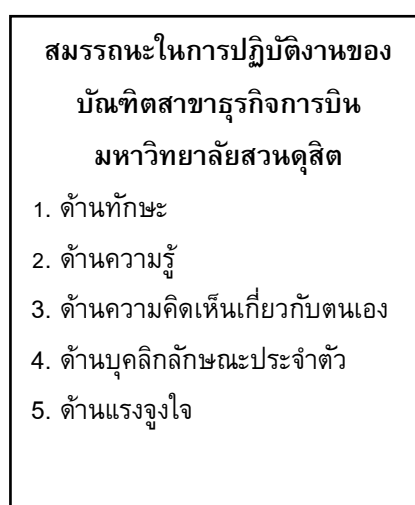 สมรรถนะในการปฏิบัติงานของ
บัณฑิตสาขาธุรกิจการบิน
มหาวิทยาลัยสวนดุสิต
1. ด้านทักษะ
2. ด้านความรู้
3. ด้านความคิดเห็นเกี่ยวกับตนเอง
4. ด้านบุคลิกลักษณะประจำตัว
5. ด้านแรงจูงใจ